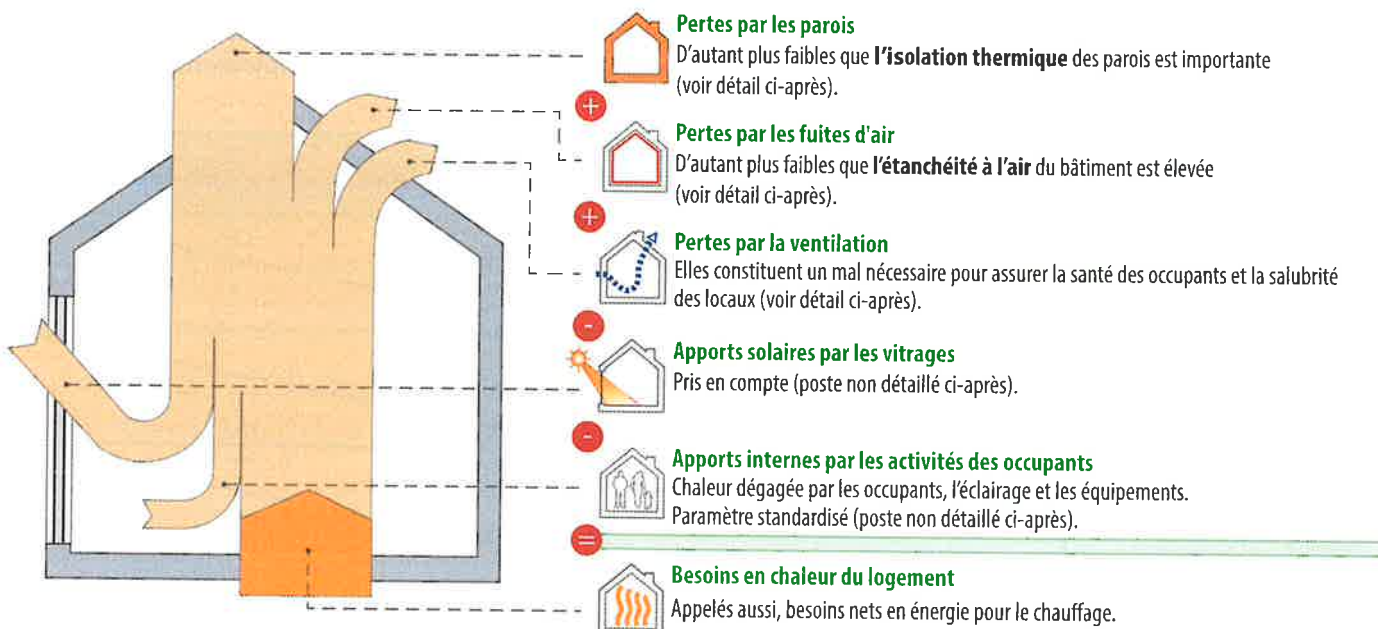 Pertes par les parois
D'autant plus faibles que l'isolation thermique des parois est importante
(voir détail ci-après).
+
Pertes par les fuites d'air
D'autant plus faibles que l'étanchéité à l'air du bâtiment est élevée
(voir détail ci-après).
+
Pertes par la ventilation
Elles constituent un mal nécessaire pour assurer la santé des occupants et la salubrité
des locaux (voir détail ci-après).
-
Apports solaires par les vitrages
Pris en compte (poste non détaillé ci-après).
-
Apports internes par les activités des occupants
Chaleur dégagée par les occupants, l'éclairage et les équipements.
Paramètre standardisé (poste non détaillé ci-après).
=
Besoins en chaleur du logement
Appelés aussi, besoins nets en énergie pour le chauffage.